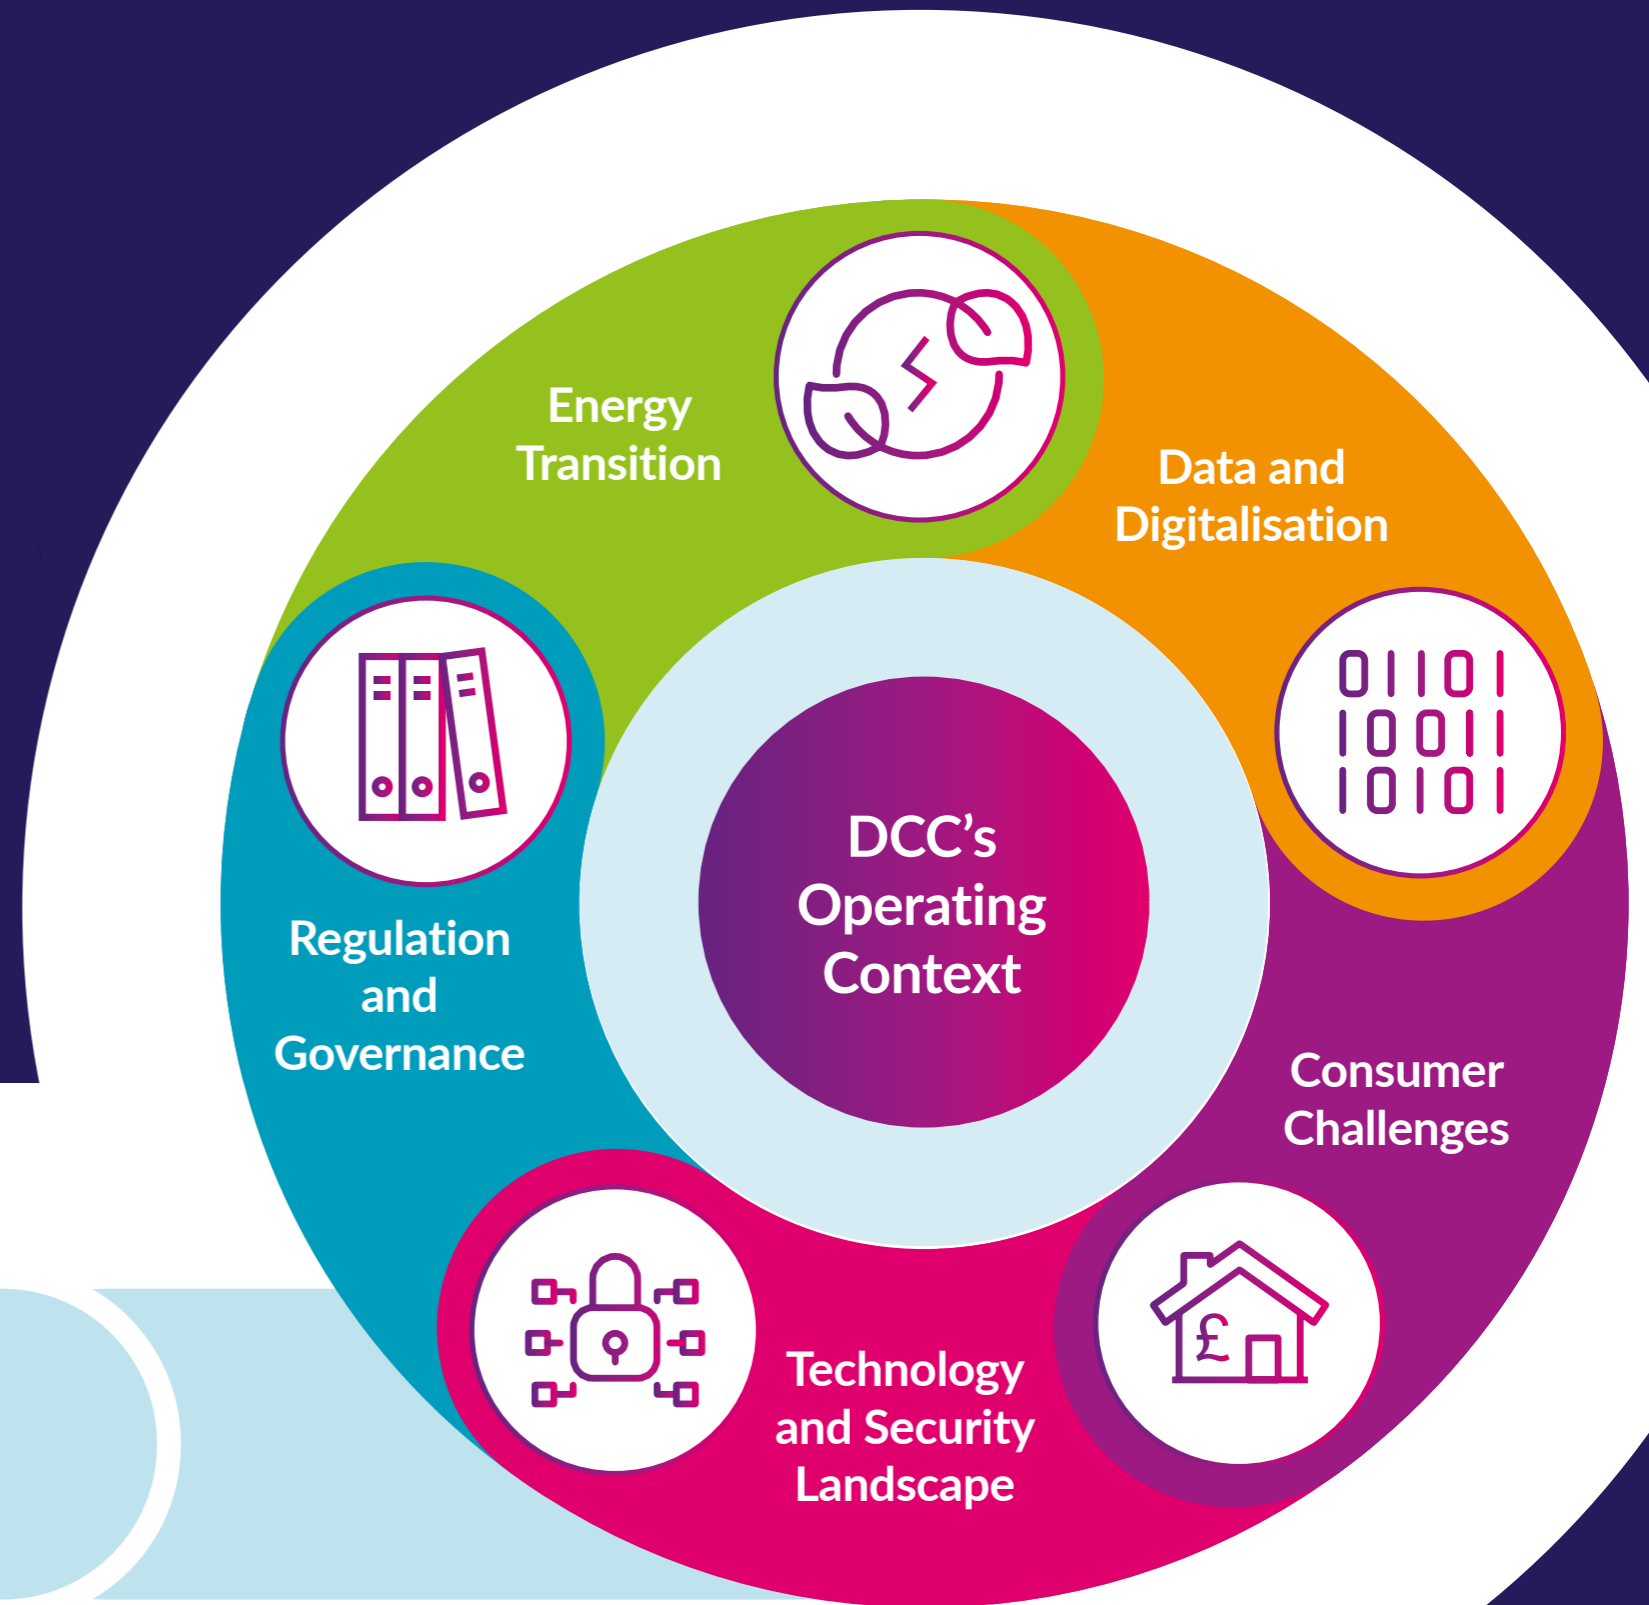 Energy
Transition
Data and
Digitalisation
01101
10011
10101
DCC’s
Operating
Context
Regulation
and
Governance
Consumer
Challenges
£
Technology
and Security
Landscape